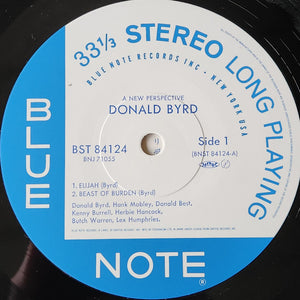 33⅓ STEREO LONG PLAYING
BLUE NOTE RECORDS INC · NEW YORK USA
A NEW PERSPECTIVE
DONALD BYRD
BST 84124
BNJ 71055
Side 1
(BNST 84124-A)
1. ELIJAH (Byrd)
2. BEAST OF BURDEN (Byrd)
Donald Byrd, Hank Mobley, Donald Best,
Kenny Burrell, Herbie Hancock,
Butch Warren, Lex Humphries.
BLUE
NOTE
®